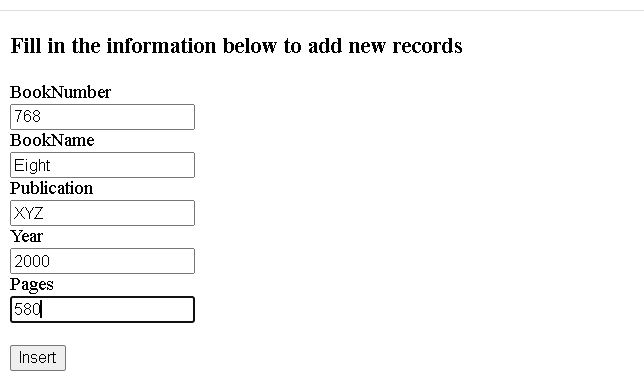 Fill in the information below to add new records
BookNumber
768
BookName
Eight
Publication
XYZ
Year
2000
Pages
580
Insert